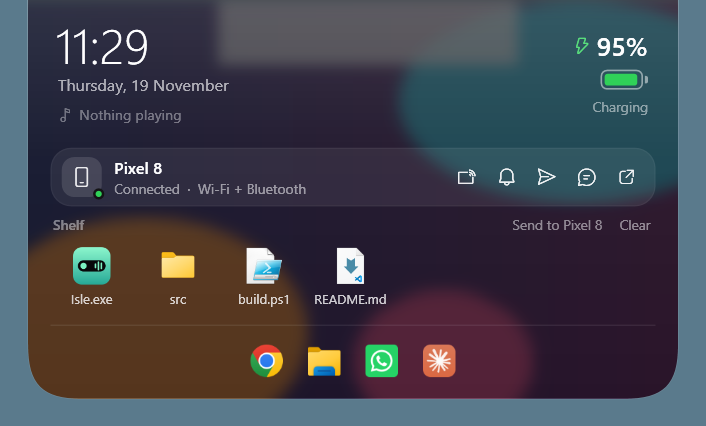 11:29
95%
Thursday, 19 November
Charging
Nothing playing
Pixel 8
Connected · Wi-Fi + Bluetooth
Shelf
Send to Pixel 8
Clear
Isle.exe
src
build.ps1
README.md